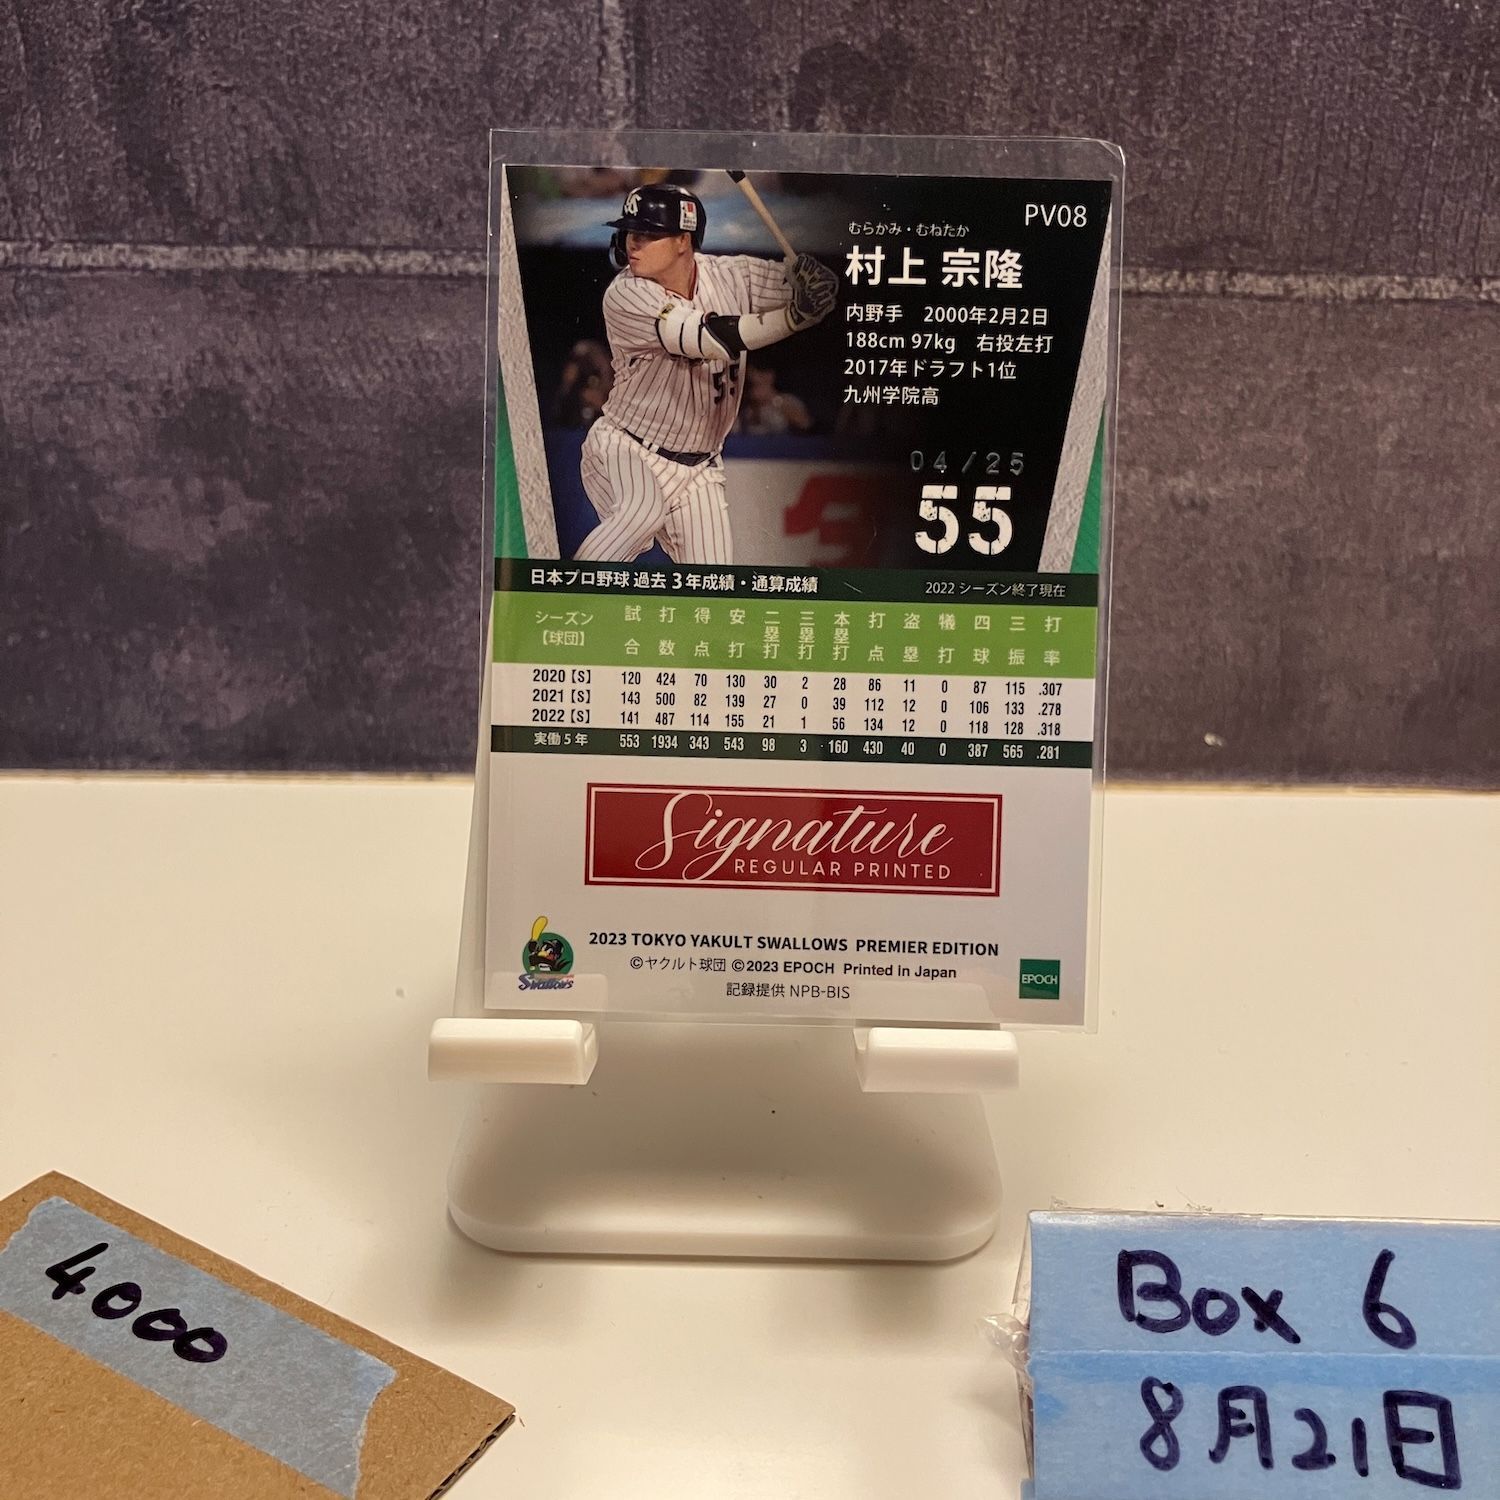 PV08
むらかみ・むねたか
村上 宗隆
内野手 2000年2月2日
188cm 97kg 右投左打
2017年ドラフト1位
九州学院高
55
04/25
55
日本プロ野球 過去3年成績・通算成績 2022 シーズン終了現在
シーズン【球団】 試合 打数 得点 安打 二塁打 三塁打 本塁打 打点 盗塁 犠打 四球 三振 打率
2020【S】 120 424 70 130 30 2 28 86 11 0 87 115 .307
2021【S】 143 500 82 139 27 0 39 112 12 0 106 133 .278
2022【S】 141 487 114 155 21 1 56 134 12 0 118 128 .318
実働5年 553 1934 343 543 98 3 160 430 40 0 387 565 .281
Signature
REGULAR PRINTED
2023 TOKYO YAKULT SWALLOWS PREMIER EDITION
©ヤクルト球団 ©2023 EPOCH Printed in Japan
記録提供 NPB-BIS
Swallows
EPOCH
4000
Box 6
8月21日